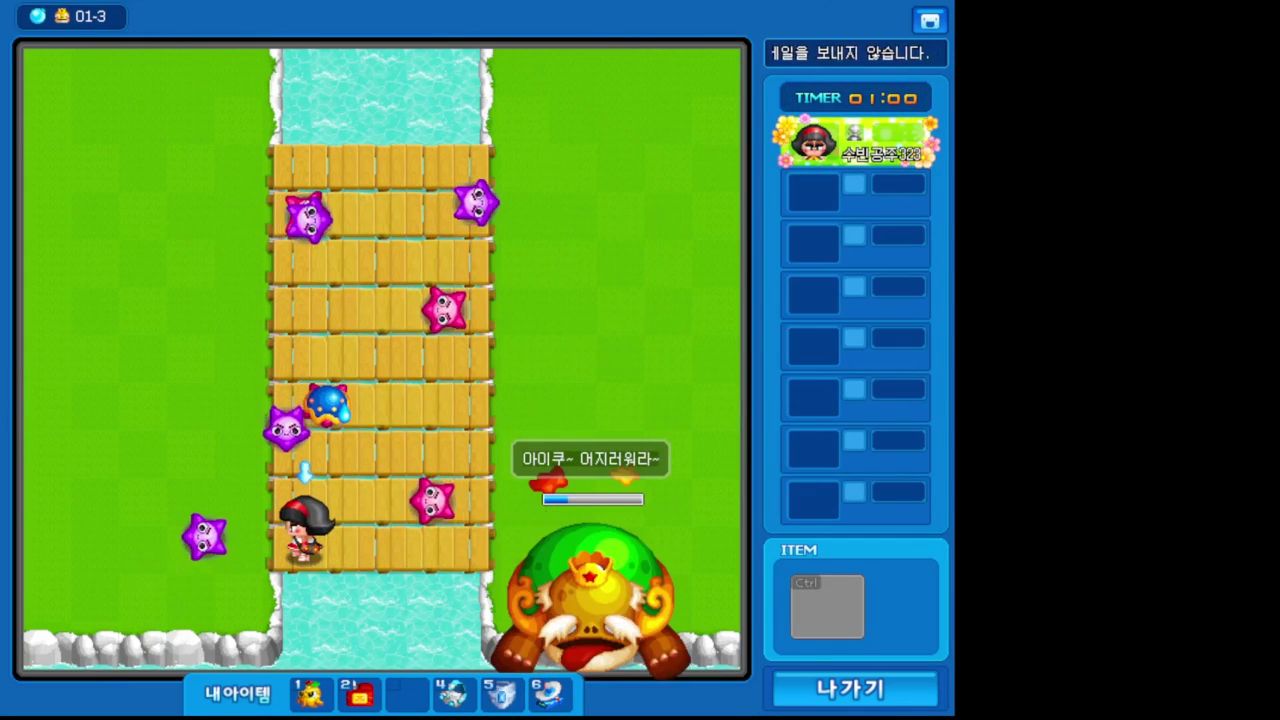 01-3
게일을 보내지 않습니다.
TIMER 01:00
수빈공주323
아이쿠~ 어지러워라~
ITEM
Ctrl
내아이템 1 2 4 5 6
나가기